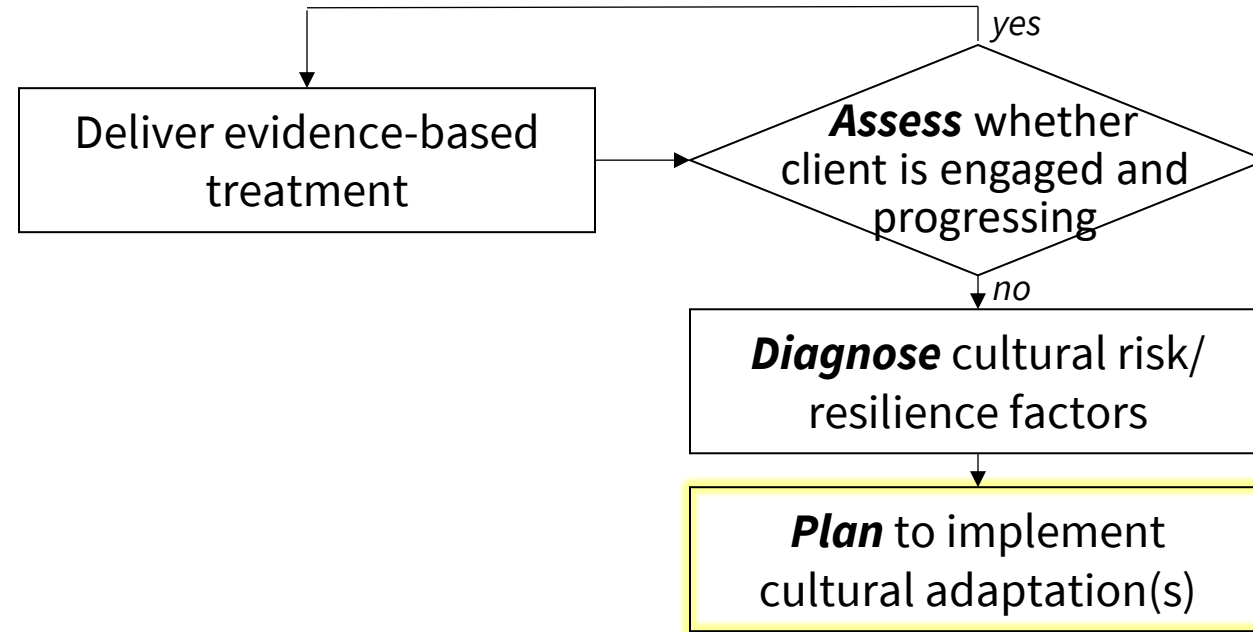 yes
Deliver evidence-based
treatment
Assess whether
client is engaged and
progressing
no
Diagnose cultural risk/
resilience factors
Plan to implement
cultural adaptation(s)